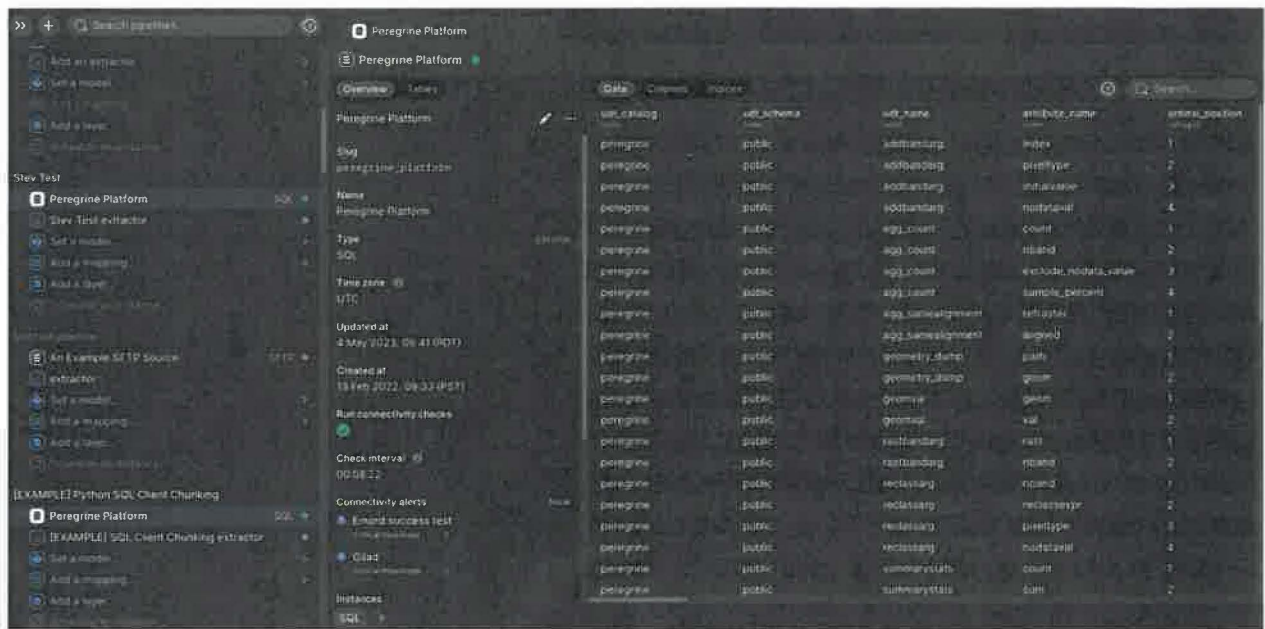 Search pipelines...
Add an extractor
Set a model...
Add a layer...
Stev Test
Peregrine Platform SQL
Stev Test extractor
Set a model...
Add a mapping...
Add a layer...
An Example SFTP Source SFTP
extractor
Set a model...
Add a mapping...
Add a layer...
[EXAMPLE] Python SQL Client Chunking
Peregrine Platform SQL
[EXAMPLE] SQL Client Chunking extractor
Set a model...
Add a mapping...
Add a layer...
Peregrine Platform
Peregrine Platform
Overview Tables
Peregrine Platform
Slug
peregrine_platform
Name
Peregrine Platform
Type
SQL
Time zone
UTC
Updated at
4 May 2023, 06:41 (PDT)
Created at
Run connectivity checks
Check interval
Connectivity alerts
Emord success test
Gilad
Instances
SQL
Data Columns Indices
Search...
udt_catalog udt_schema udt_name attribute_name ordinal_position
peregrine public addbandarg index 1
peregrine public addbandarg pixeltype 2
peregrine public addbandarg initialvalue 3
peregrine public addbandarg nodataval 4
peregrine public agg_count count 1
peregrine public agg_count nband 2
peregrine public agg_count exclude_nodata_value 3
peregrine public agg_count sample_percent 4
peregrine public agg_samealignment refraster 1
peregrine public agg_samealignment aligned 2
peregrine public geometry_dump path 1
peregrine public geometry_dump geom 2
peregrine public geomval geom 1
peregrine public geomval val 2
peregrine public rastbandarg rast 1
peregrine public rastbandarg nband 2
peregrine public reclassarg nband 1
peregrine public reclassarg reclassexpr 2
peregrine public reclassarg pixeltype 3
peregrine public reclassarg nodataval 4
peregrine public summarystats count 1
peregrine public summarystats sum 2